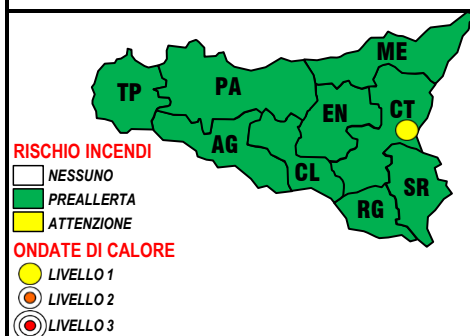 ME
TP
PA
EN
CT
AG
CL
SR
RG
RISCHIO INCENDI
NESSUNO
PREALLERTA
ATTENZIONE
ONDATE DI CALORE
LIVELLO 1
LIVELLO 2
LIVELLO 3